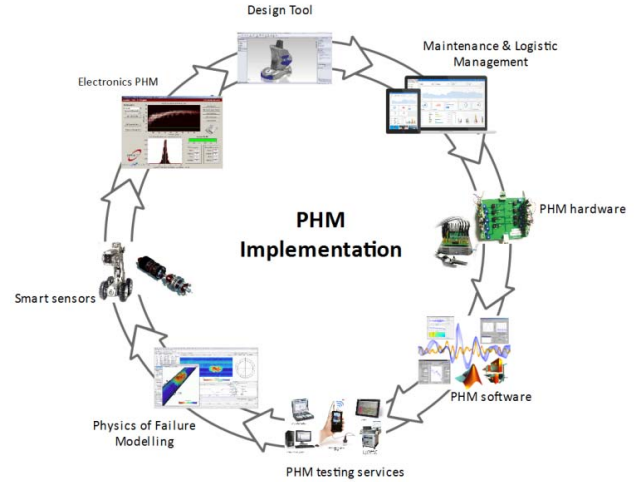 Design Tool
Maintenance & Logistic
Management
Electronics PHM
PHM
Implementation
PHM hardware
Smart sensors
PHM software
Physics of Failure
Modelling
PHM testing services